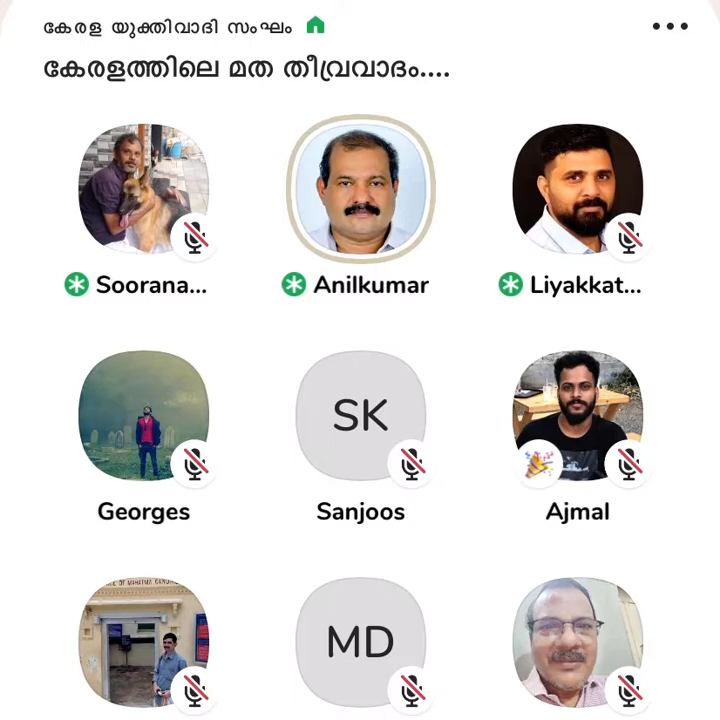 കേരള യുക്തിവാദി സംഘം
കേരളത്തിലെ മത തീവ്രവാദം....
Soorana...
Anilkumar
Liyakkat...
SK
Georges
Sanjoos
Ajmal
MD